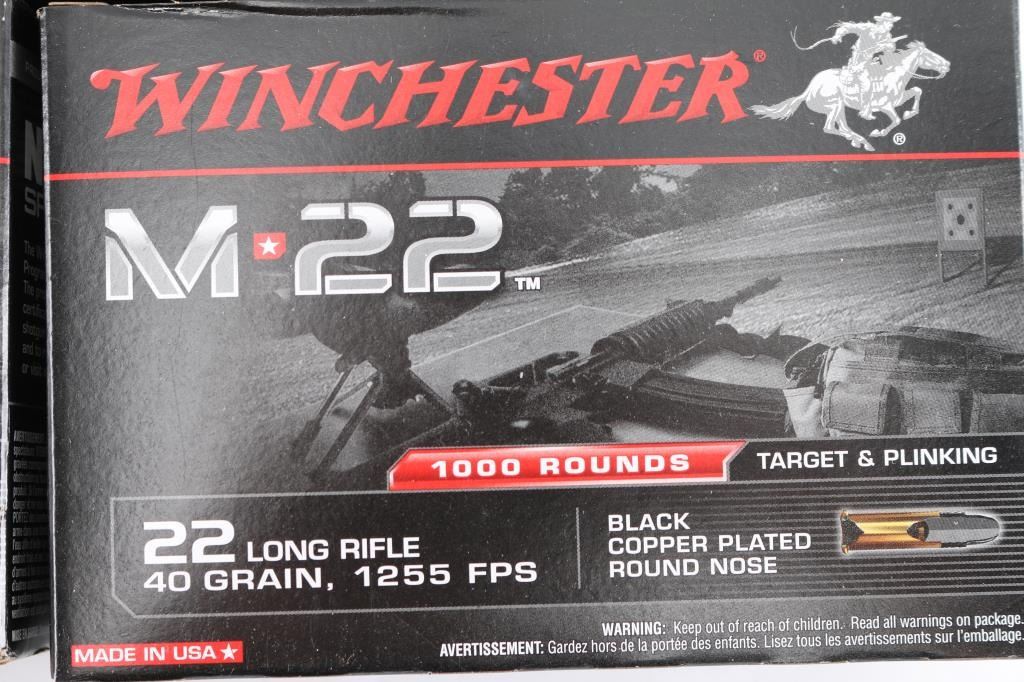 WINCHESTER®
®
M·22™
1000 ROUNDS
TARGET & PLINKING
22 LONG RIFLE
40 GRAIN, 1255 FPS
BLACK
COPPER PLATED
ROUND NOSE
WARNING: Keep out of reach of children. Read all warnings on package.
AVERTISSEMENT: Gardez hors de la portée des enfants. Lisez tous les avertissements sur l'emballage.
MADE IN USA